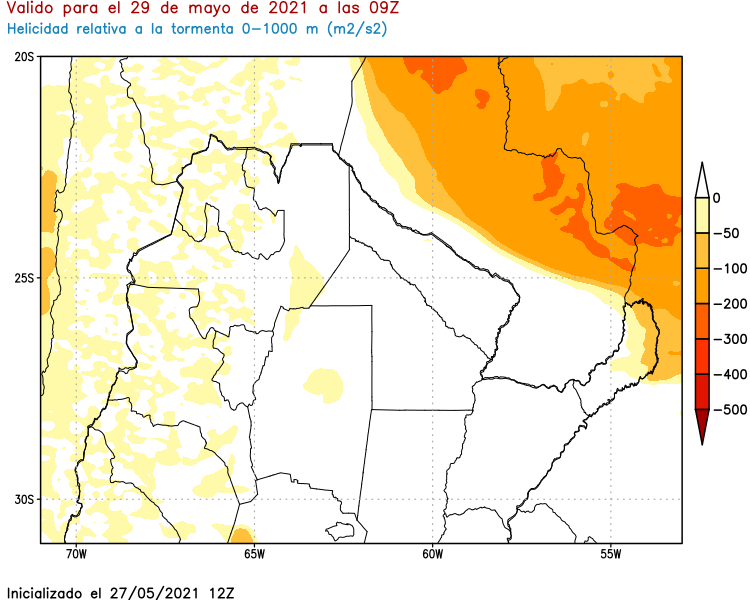 Valido para el 29 de mayo de 2021 a las 09Z
Helicidad relativa a la tormenta 0-1000 m (m2/s2)
20S
25S
30S
70W 65W 60W 55W
0
-50
-100
-200
-300
-400
-500
Inicializado el 27/05/2021 12Z